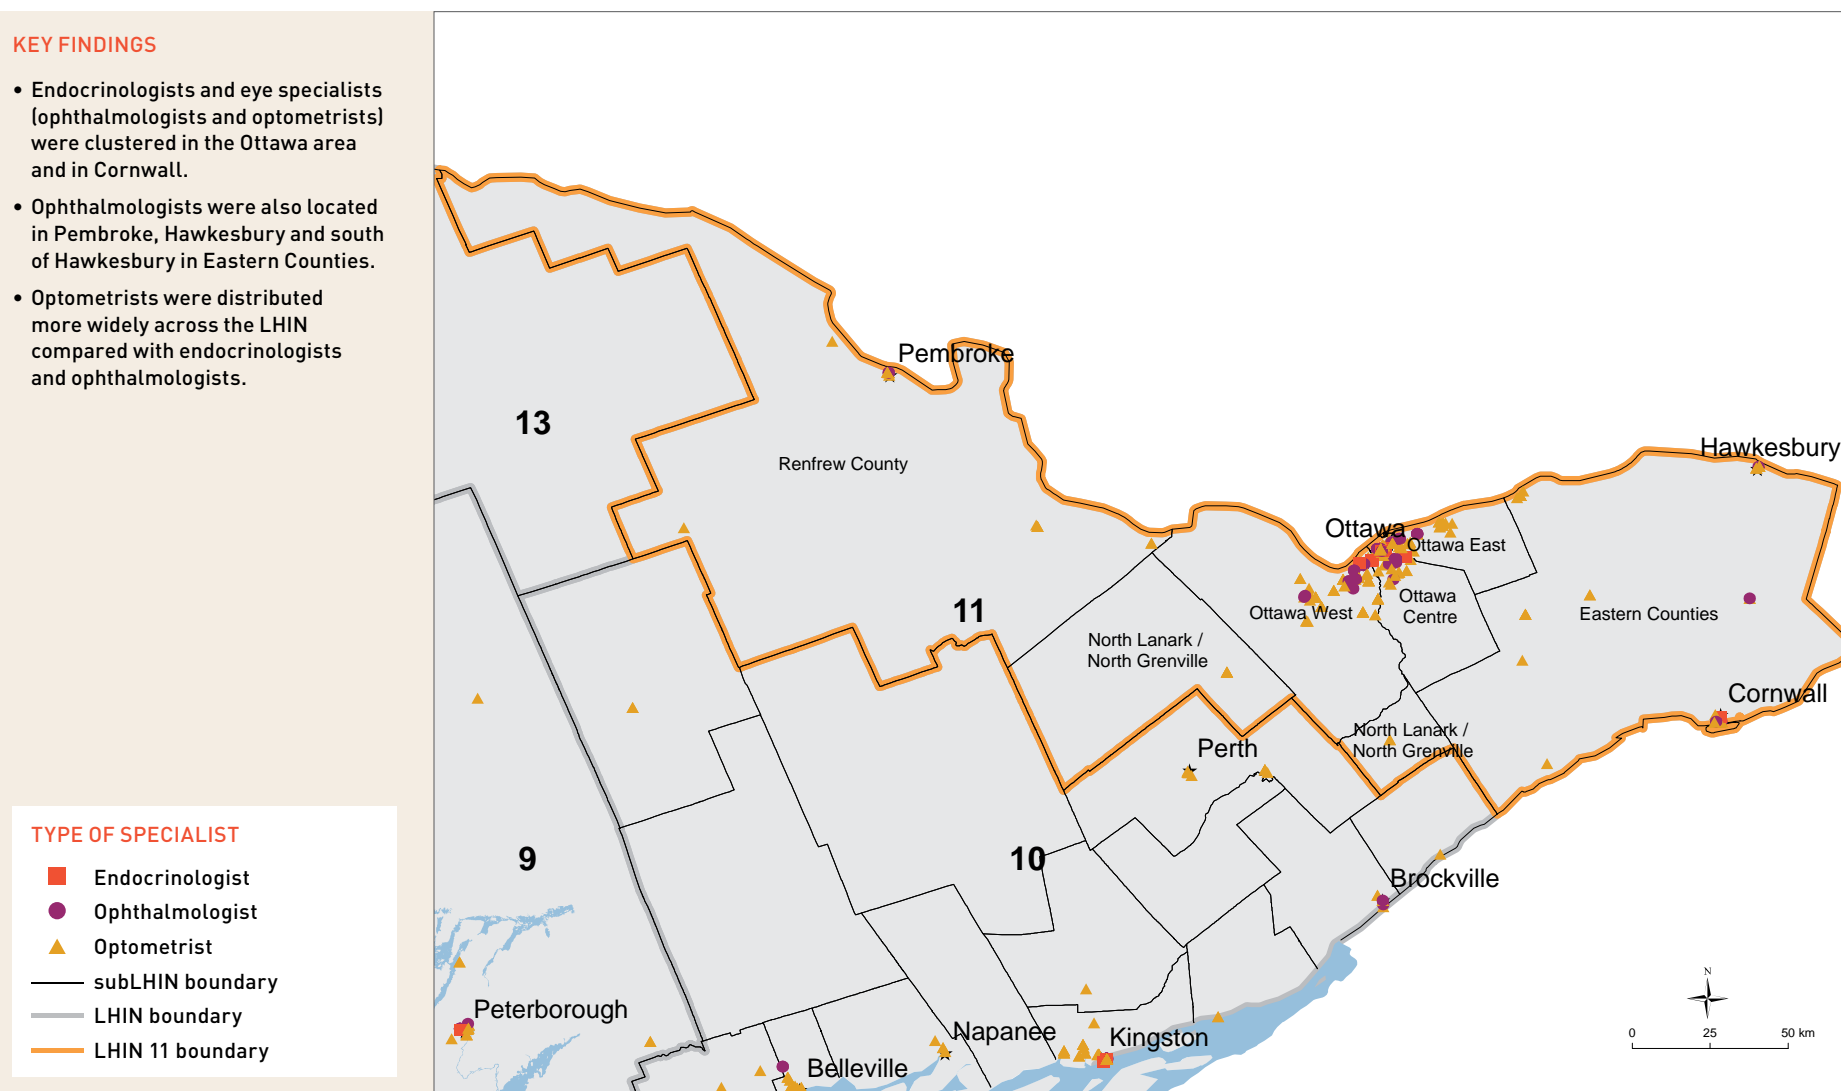 KEY FINDINGS
• Endocrinologists and eye specialists
(ophthalmologists and optometrists)
were clustered in the Ottawa area
and in Cornwall.
• Ophthalmologists were also located
in Pembroke, Hawkesbury and south
of Hawkesbury in Eastern Counties.
• Optometrists were distributed
more widely across the LHIN
compared with endocrinologists
and ophthalmologists.
TYPE OF SPECIALIST
Endocrinologist
Ophthalmologist
Optometrist
subLHIN boundary
LHIN boundary
LHIN 11 boundary
Pembroke
13
Hawkesbury
Renfrew County
Ottawa
Ottawa East
11
Ottawa West
Ottawa
Centre
Eastern Counties
North Lanark /
North Grenville
Cornwall
North Lanark /
North Grenville
Perth
9
10
Brockville
N
Peterborough
Napanee
Kingston
0 25 50 km
Belleville